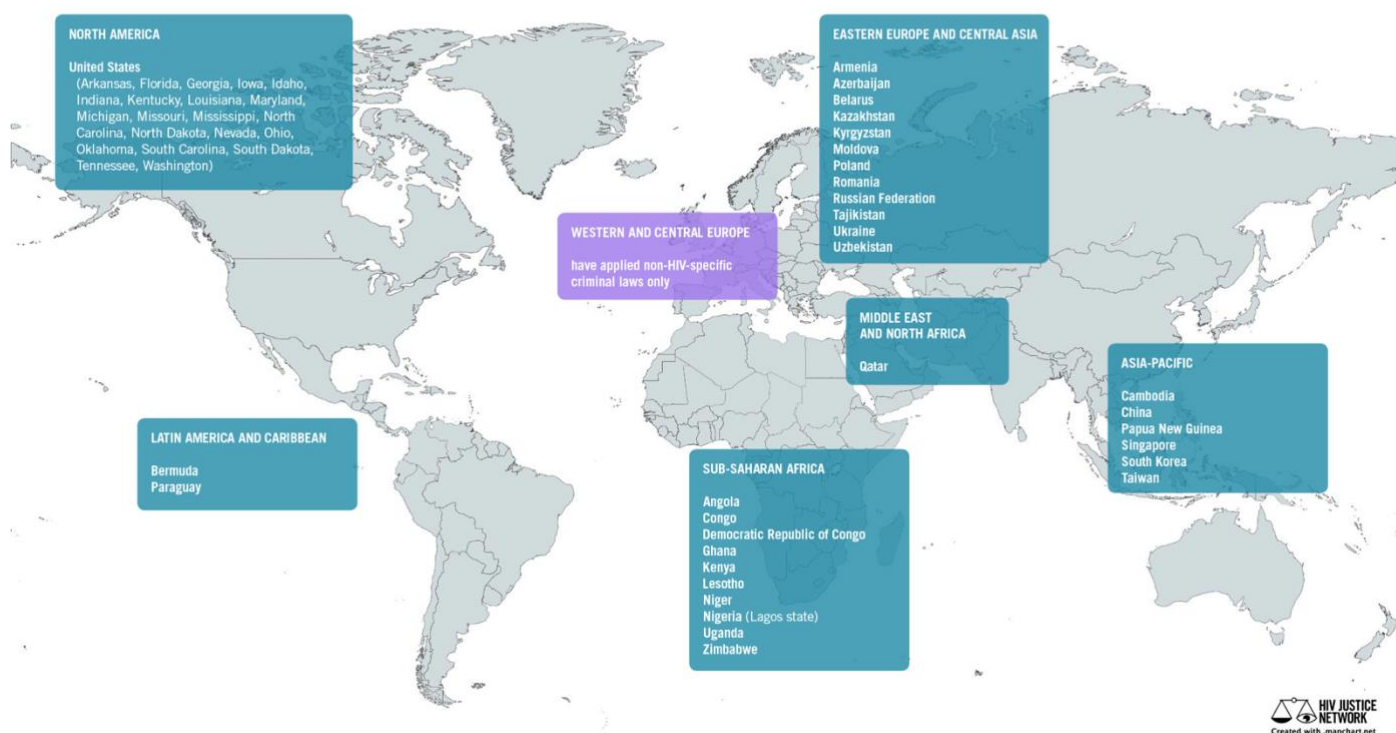 NORTH AMERICA
United States
(Arkansas, Florida, Georgia, Iowa, Idaho,
Indiana, Kentucky, Louisiana, Maryland,
Michigan, Missouri, Mississippi, North
Carolina, North Dakota, Nevada, Ohio,
Oklahoma, South Carolina, South Dakota,
Tennessee, Washington)
EASTERN EUROPE AND CENTRAL ASIA
Armenia
Azerbaijan
Belarus
Kazakhstan
Kyrgyzstan
Moldova
Poland
Romania
Russian Federation
Tajikistan
Ukraine
Uzbekistan
WESTERN AND CENTRAL EUROPE
have applied non-HIV-specific
criminal laws only
MIDDLE EAST
AND NORTH AFRICA
Qatar
ASIA-PACIFIC
Cambodia
China
Papua New Guinea
Singapore
South Korea
Taiwan
LATIN AMERICA AND CARIBBEAN
Bermuda
Paraguay
SUB-SAHARAN AFRICA
Angola
Congo
Democratic Republic of Congo
Ghana
Kenya
Lesotho
Niger
Nigeria (Lagos state)
Uganda
Zimbabwe
HIV JUSTICE
NETWORK
Created with mapchart.net